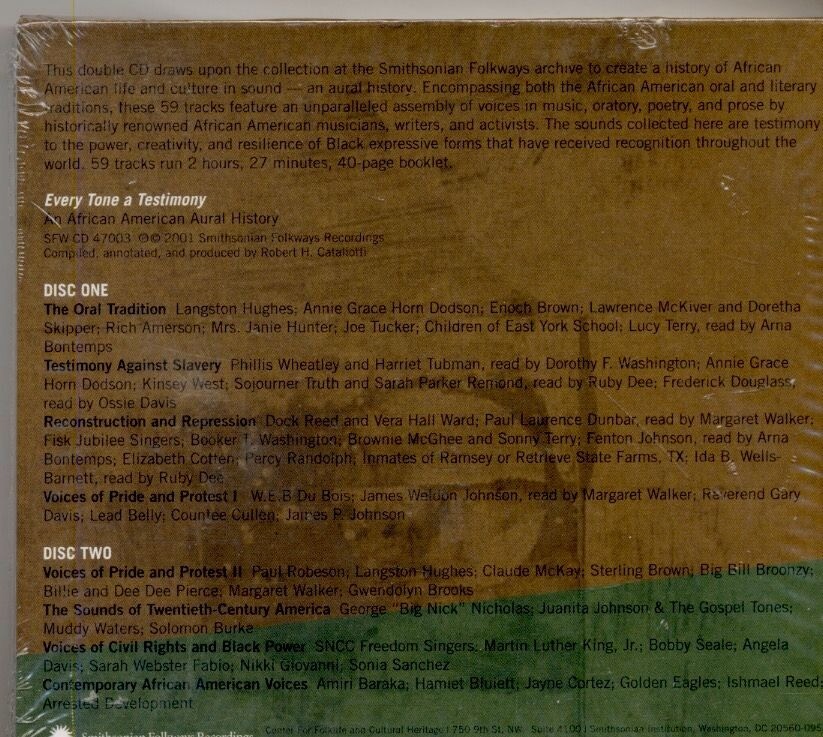 This double CD draws upon the collection at the Smithsonian Folkways archive to create a history of African
American life and culture in sound — an aural history. Encompassing both the African American oral and literary
traditions, these 59 tracks feature an unparalleled assembly of voices in music, oratory, poetry, and prose by
historically renowned African American musicians, writers, and activists. The sounds collected here are testimony
to the power, creativity, and resilience of Black expressive forms that have received recognition throughout the
world. 59 tracks run 2 hours, 27 minutes, 40-page booklet.
Every Tone a Testimony
An African American Aural History
SFW CD 47003 ©℗ 2001 Smithsonian Folkways Recordings
Compiled, annotated, and produced by Robert H. Cataliotti
DISC ONE
The Oral Tradition Langston Hughes; Annie Grace Horn Dodson; Enoch Brown; Lawrence McKiver and Doretha
Skipper; Rich Amerson; Mrs. Janie Hunter; Joe Tucker; Children of East York School; Lucy Terry, read by Arna
Bontemps
Testimony Against Slavery Phillis Wheatley and Harriet Tubman, read by Dorothy F. Washington; Annie Grace
Horn Dodson; Kinsey West; Sojourner Truth and Sarah Parker Remond, read by Ruby Dee; Frederick Douglass,
read by Ossie Davis
Reconstruction and Repression Dock Reed and Vera Hall Ward; Paul Laurence Dunbar, read by Margaret Walker;
Fisk Jubilee Singers, Booker T. Washington; Brownie McGhee and Sonny Terry; Fenton Johnson, read by Arna
Bontemps; Elizabeth Cotten; Percy Randolph; Inmates of Ramsey or Retrieve State Farms, TX; Ida B. Wells-
Barnett, read by Ruby Dee
Voices of Pride and Protest I W.E.B Du Bois; James Weldon Johnson, read by Margaret Walker; Reverend Gary
Davis; Lead Belly; Countee Cullen; James P. Johnson
DISC TWO
Voices of Pride and Protest II Paul Robeson; Langston Hughes; Claude McKay; Sterling Brown; Big Bill Broonzy;
Billie and Dee Dee Pierce; Margaret Walker; Gwendolyn Brooks
The Sounds of Twentieth-Century America George "Big Nick" Nicholas; Juanita Johnson & The Gospel Tones;
Muddy Waters; Solomon Burke
Voices of Civil Rights and Black Power SNCC Freedom Singers; Martin Luther King, Jr.; Bobby Seale; Angela
Davis; Sarah Webster Fabio; Nikki Giovanni; Sonia Sanchez
Contemporary African American Voices Amiri Baraka; Hamiet Bluiett; Jayne Cortez; Golden Eagles; Ishmael Reed;
Arrested Development
Smithsonian Folkways Recordings
Center For Folklife and Cultural Heritage | 750 9th St, NW Suite 4100 | Smithsonian Institution, Washington, DC 20560-095